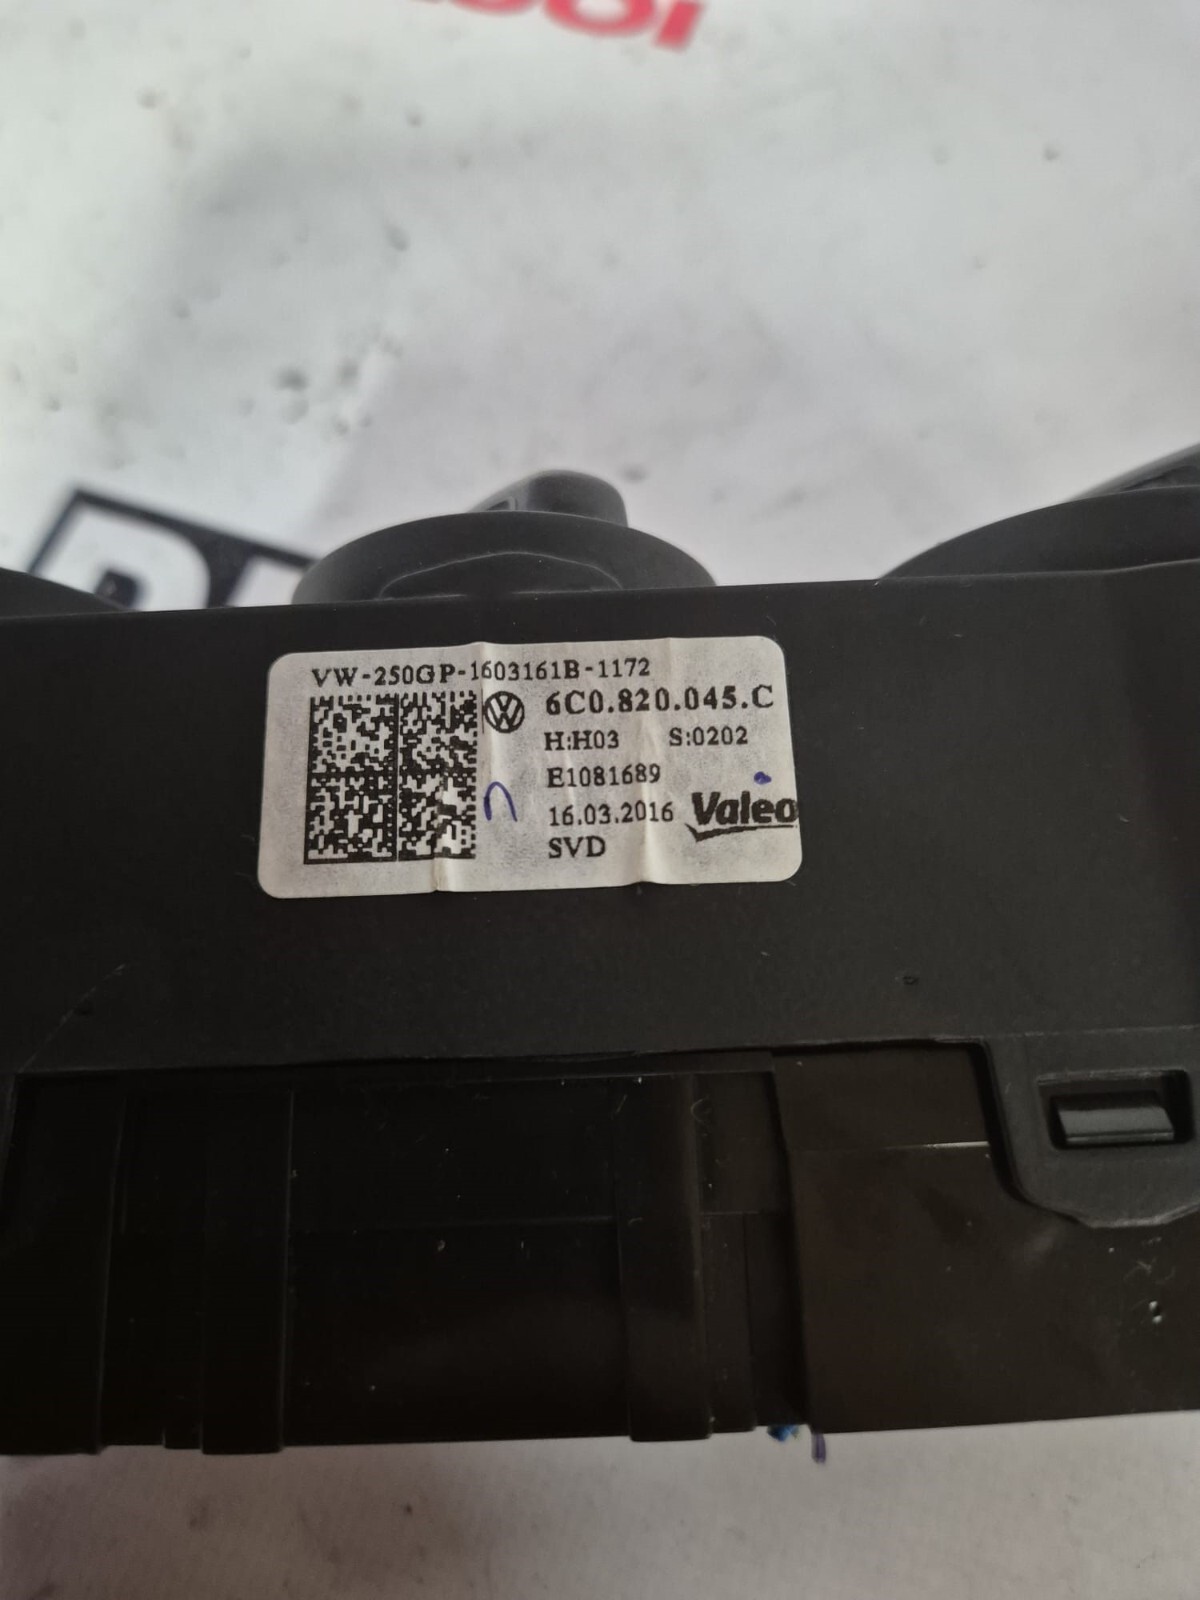 VW-250GP-1603161B-1172
6C0.820.045.C
H:H03 S:0202
E1081689
16.03.2016 Valeo
SVD